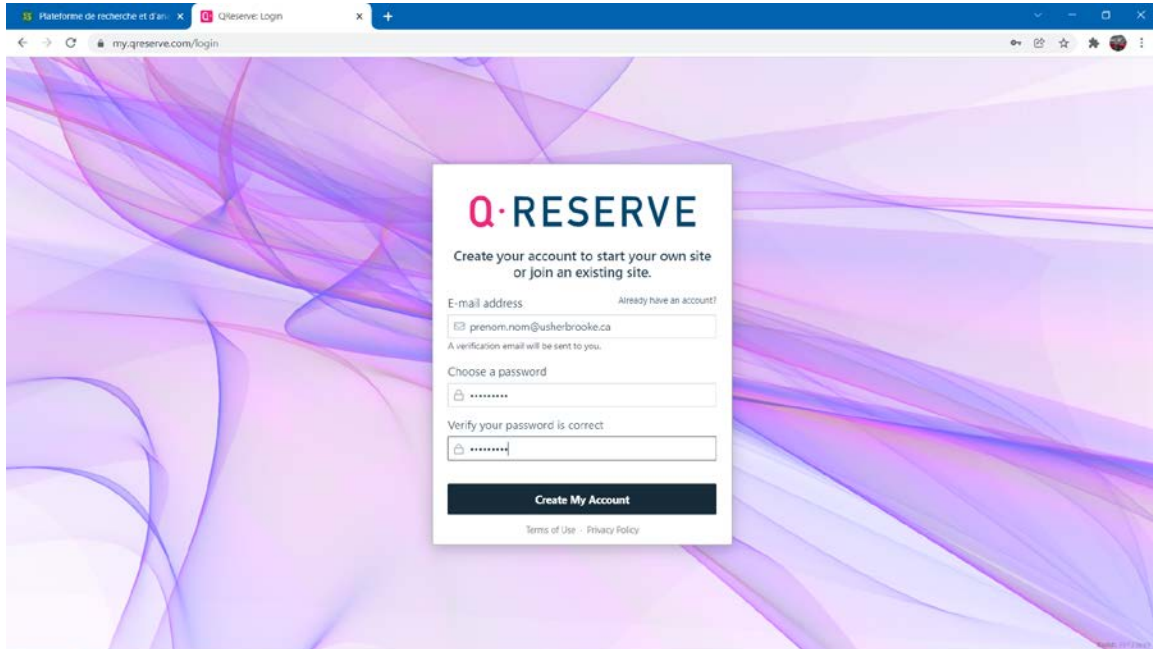 Plateforme de recherche et d'an
QReserve: Login
my.qreserve.com/login
Q·RESERVE
Create your account to start your own site
or join an existing site.
E-mail address
Already have an account?
prenom.nom@usherbrooke.ca
A verification email will be sent to you.
Choose a password
•••••••••
Verify your password is correct
•••••••••
Create My Account
Terms of Use - Privacy Policy